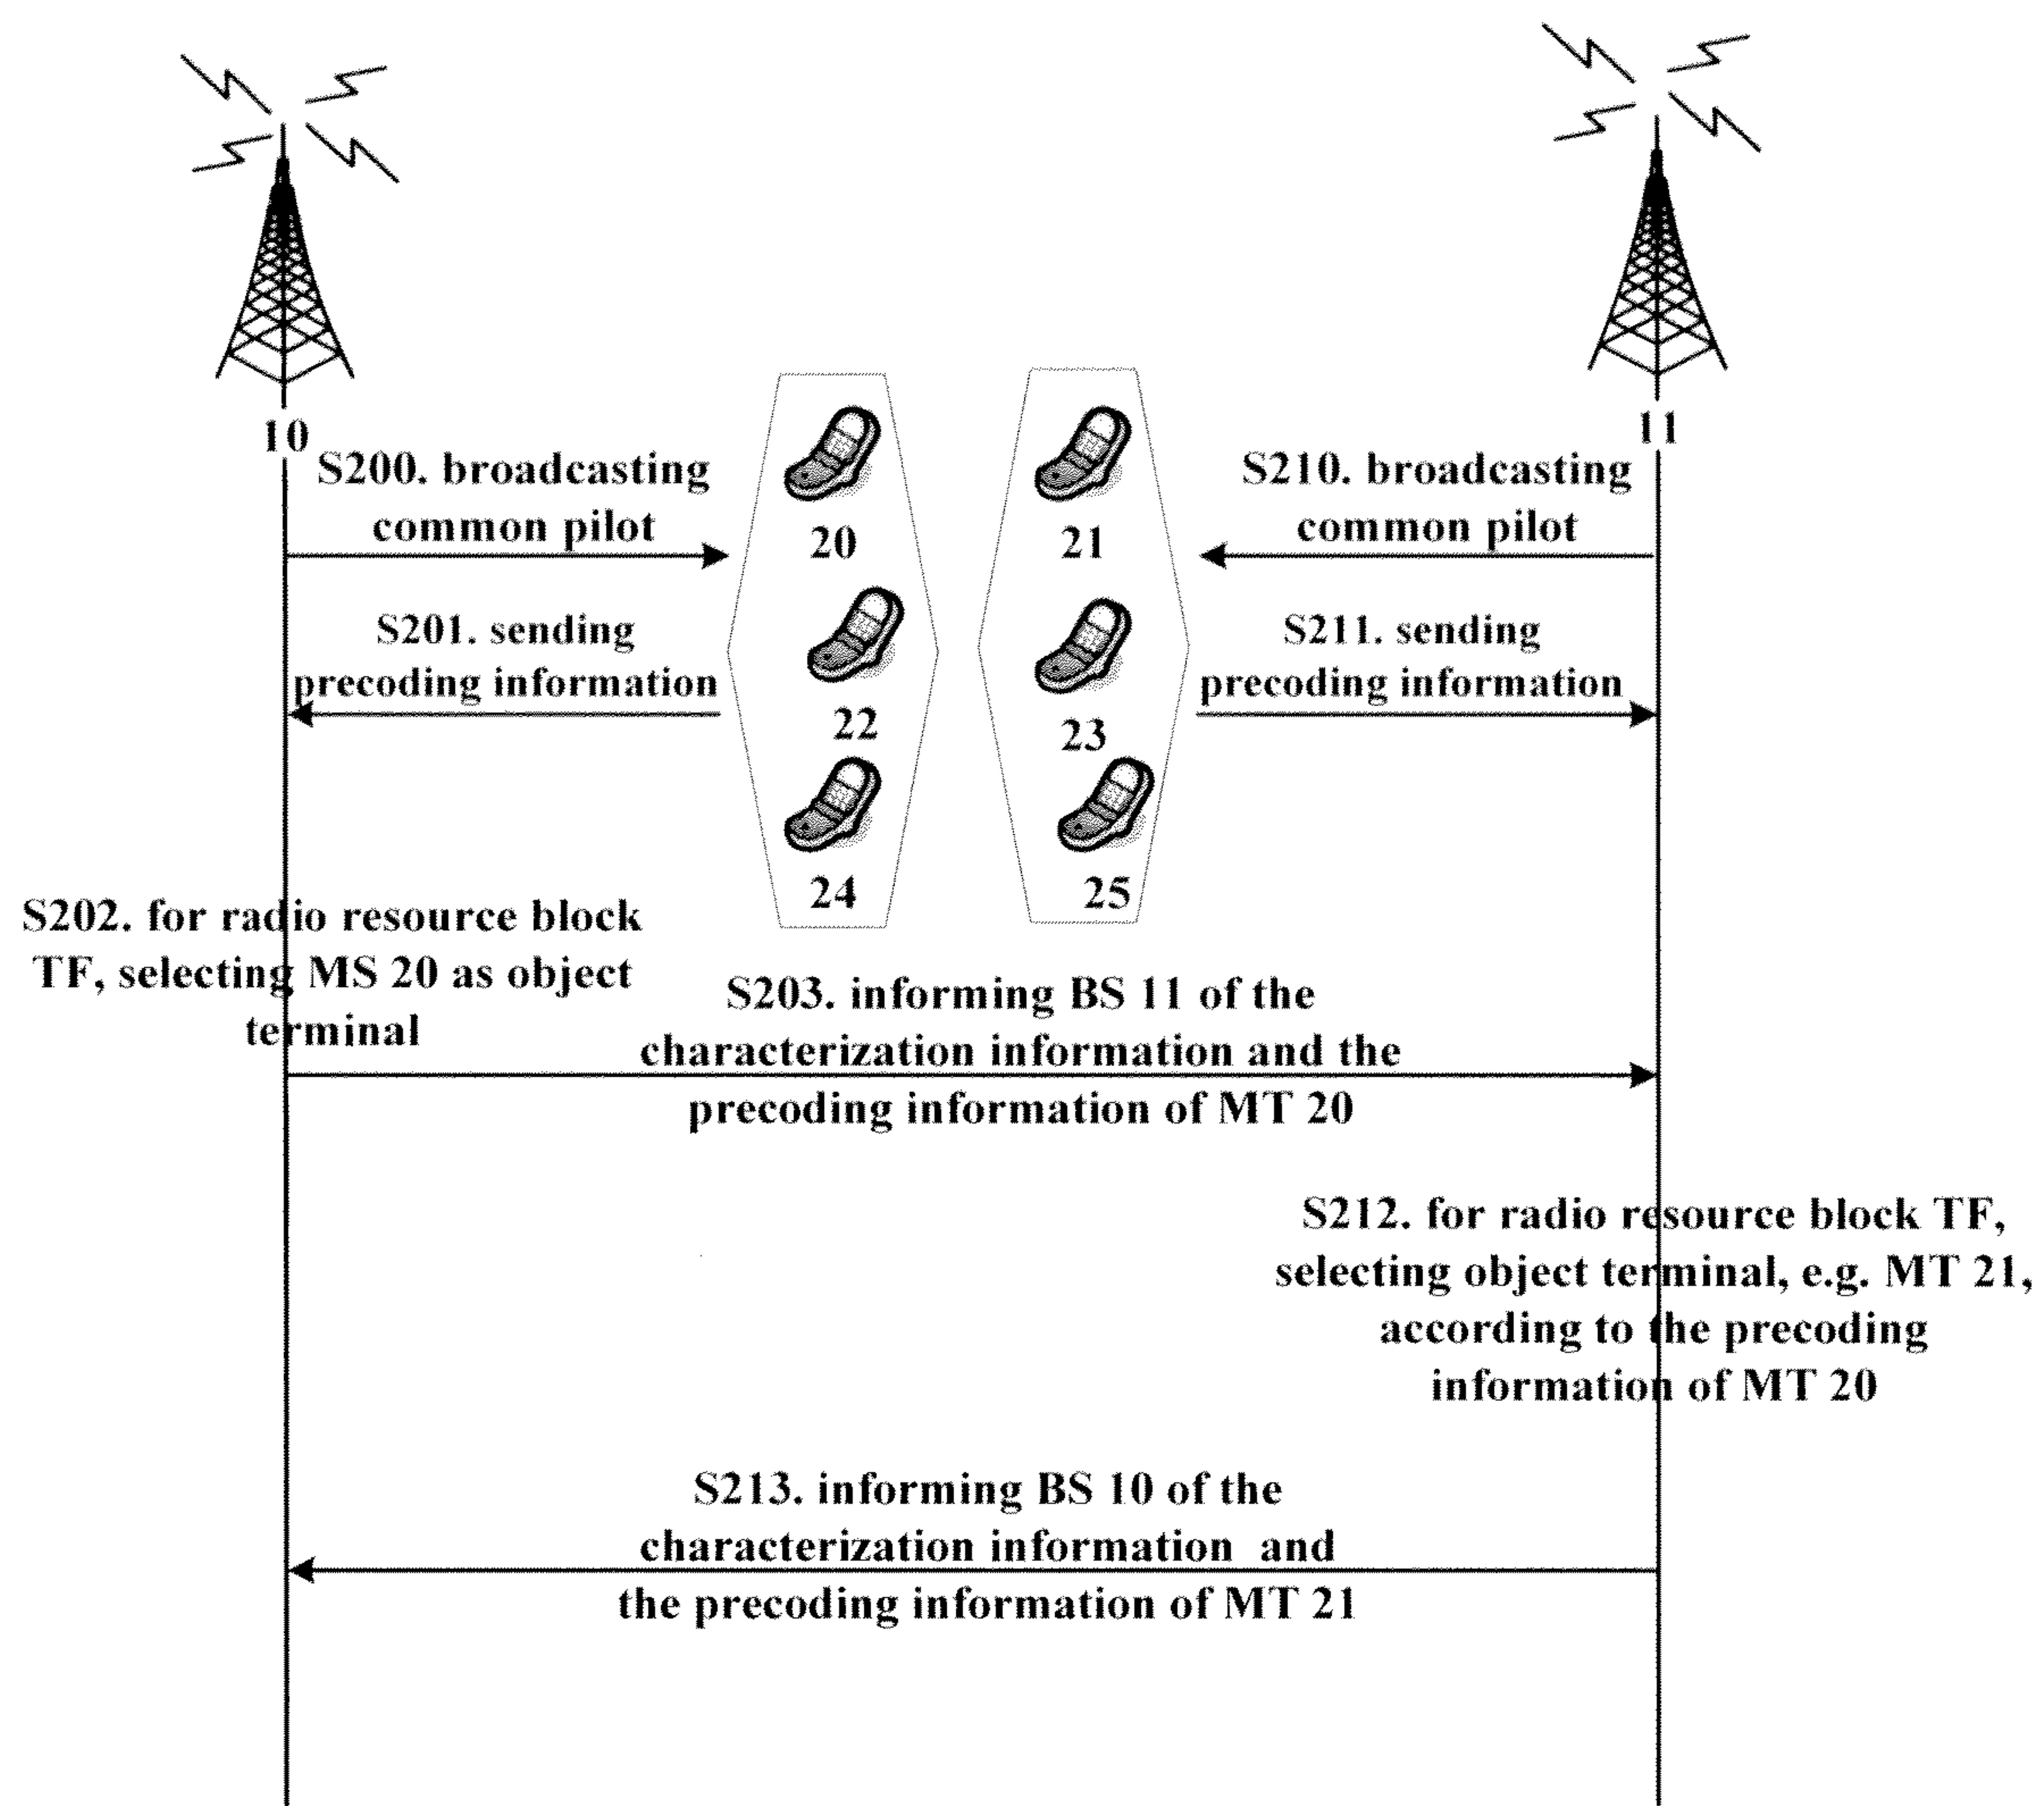 10
11
S200. broadcasting
common pilot
S210. broadcasting
common pilot
20
21
S201. sending
precoding information
S211. sending
precoding information
22
23
24
25
S202. for radio resource block
TF, selecting MS 20 as object
terminal
S203. informing BS 11 of the
characterization information and the
precoding information of MT 20
S212. for radio resource block TF,
selecting object terminal, e.g. MT 21,
according to the precoding
information of MT 20
S213. informing BS 10 of the
characterization information and
the precoding information of MT 21